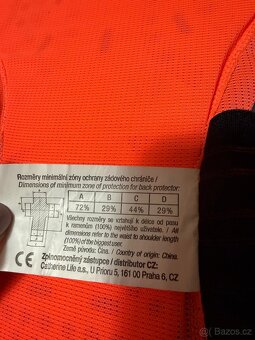 Rozměry minimální zóny ochrany zádového chrániče /
Dimensions of minimum zone of protection for back protector:
A B C D
72% 29% 44% 29%
Všechny rozměry se vztahují k délce od pasu
k ramenům (100%) největšího uživatele. / All
dimensions refer to the waist to shoulder length
(100%) of the biggest user.
Země původu / Country of origin: China.
CE Zplnomocněný zástupce / distributor CZ:
Catherine Life a.s., U Prioru 5, 161 00 Praha 6, CZ
Bazos.cz